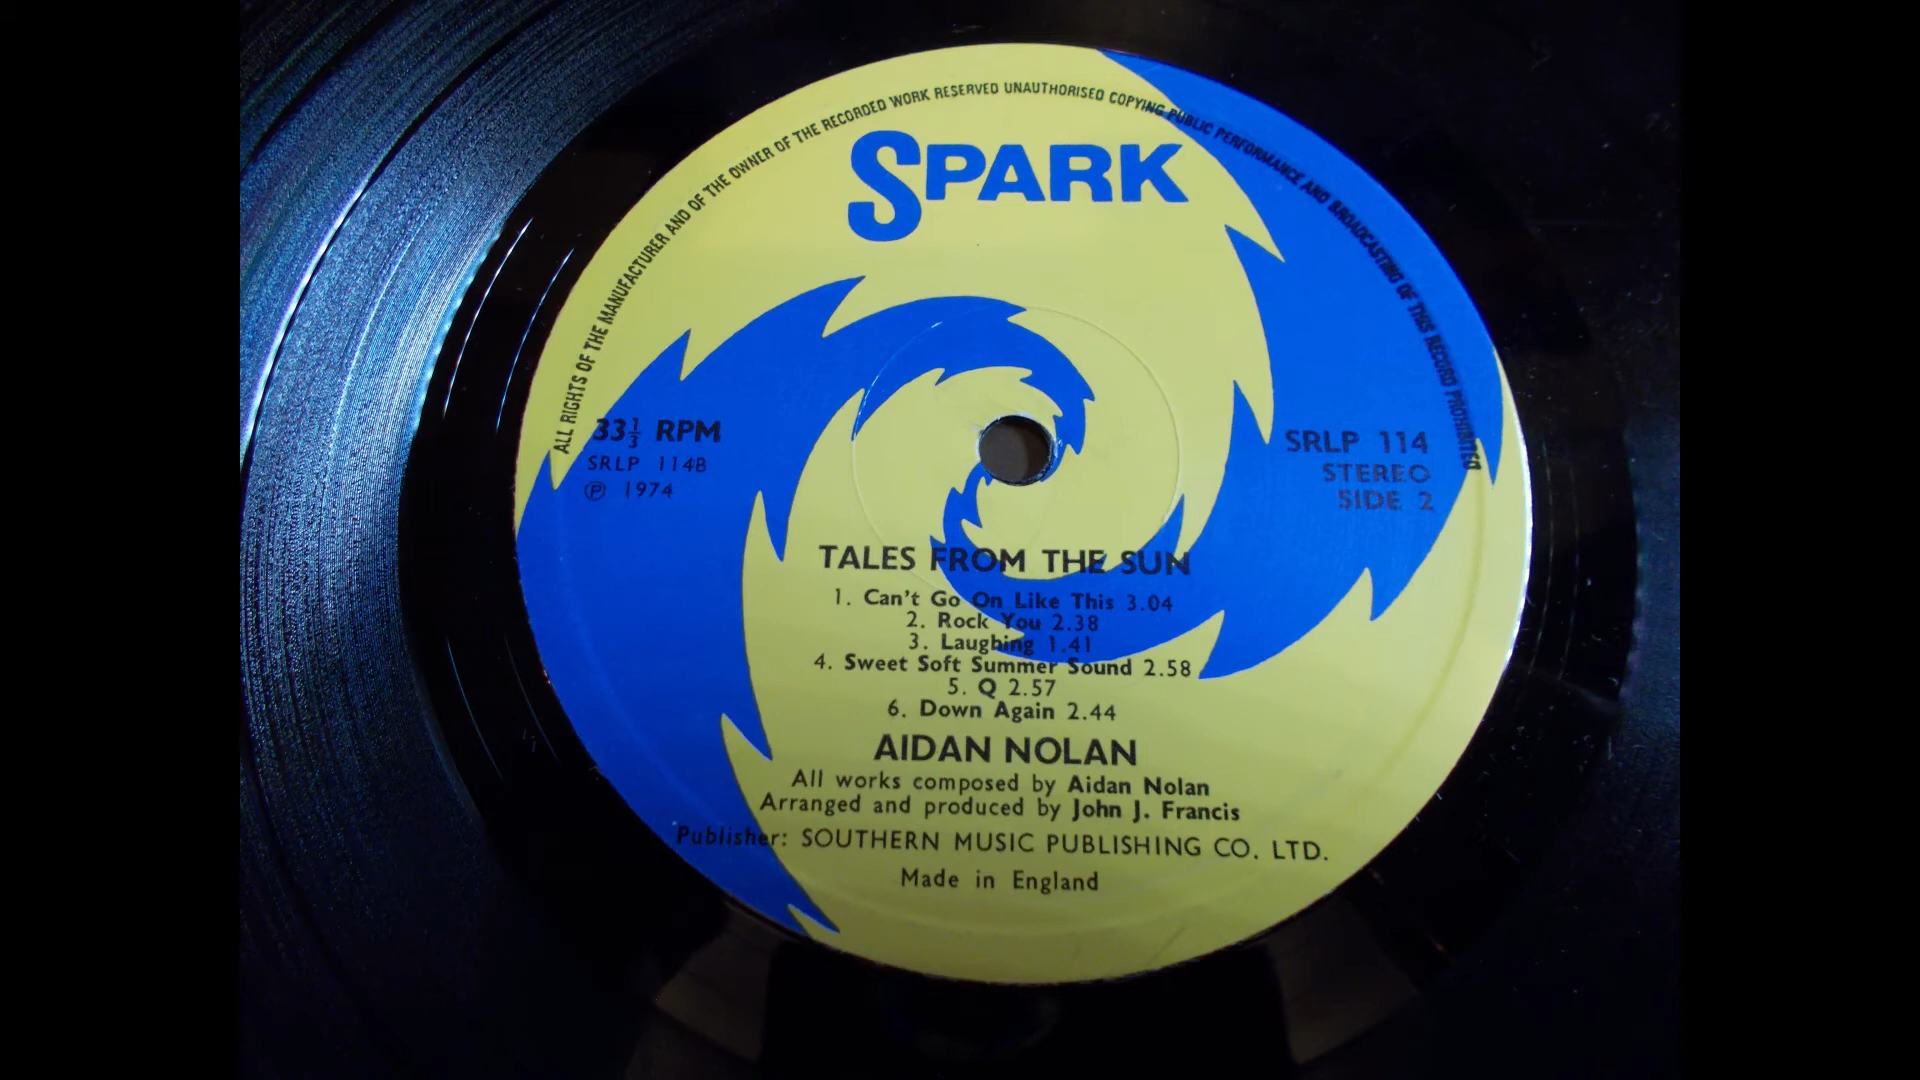 ALL RIGHTS OF THE MANUFACTURER AND OF THE OWNER OF THE RECORDED WORK RESERVED UNAUTHORISED COPYING PUBLIC PERFORMANCE AND BROADCASTING OF THIS RECORD PROHIBITED
SPARK
33⅓ RPM
SRLP 114B
Ⓟ 1974
SRLP 114
STEREO
SIDE 2
TALES FROM THE SUN
1. Can't Go On Like This 3.04
2. Rock You 2.38
3. Laughing 1.41
4. Sweet Soft Summer Sound 2.58
5. Q 2.57
6. Down Again 2.44
AIDAN NOLAN
All works composed by Aidan Nolan
Arranged and produced by John J. Francis
Publisher: SOUTHERN MUSIC PUBLISHING CO. LTD.
Made in England